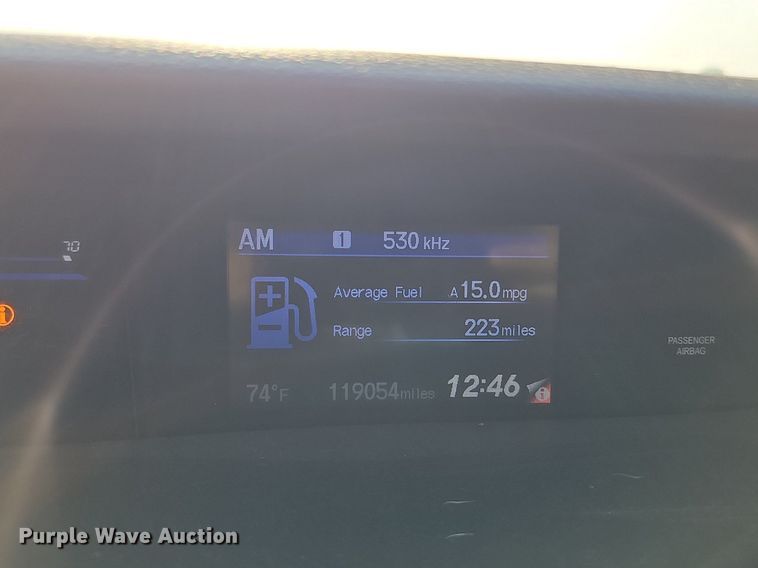 AM 1 530 kHz
70
Average Fuel A 15.0 mpg
Range 223 miles
i
PASSENGER
AIRBAG
74°F 119054 miles 12:46 i
Purple Wave Auction